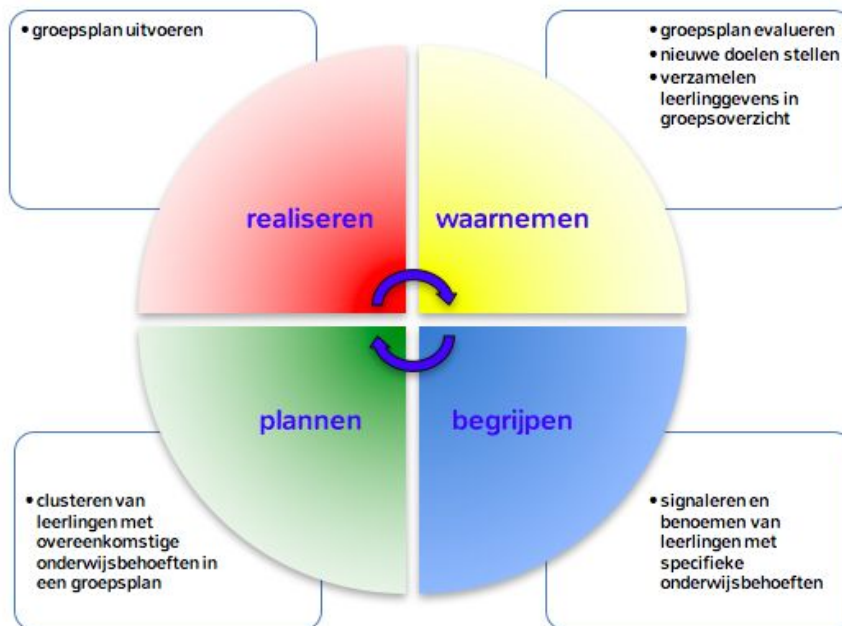 • groepsplan uitvoeren
• groepsplan evalueren
• nieuwe doelen stellen
• verzamelen
leerlinggevens in
groepsoverzicht
realiseren
waarnemen
plannen
begrijpen
• clusteren van
leerlingen met
overeenkomstige
onderwijsbehoeften in
een groepsplan
• signaleren en
benoemen van
leerlingen met
specifieke
onderwijsbehoeften